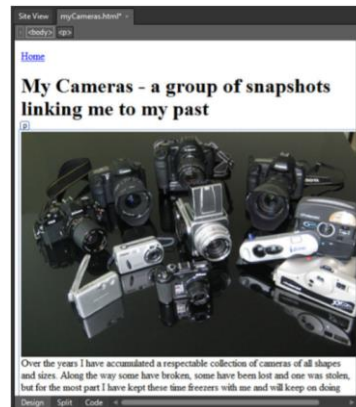 Site View myCameras.html* ×
<body> <p>
Home
My Cameras - a group of snapshots
linking me to my past
p
Over the years I have accumulated a respectable collection of cameras of all shapes
and sizes. Along the way some have broken, some have been lost and one was stolen,
but for the most part I have kept these time freezers with me and will keep on doing
Design Split Code